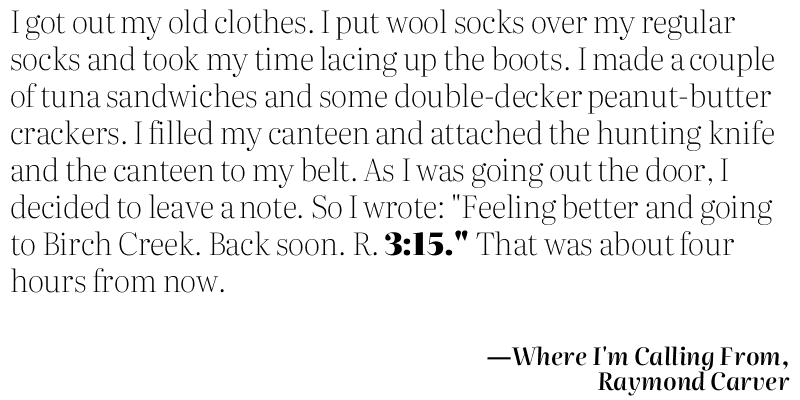 I got out my old clothes. I put wool socks over my regular
socks and took my time lacing up the boots. I made a couple
of tuna sandwiches and some double-decker peanut-butter
crackers. I filled my canteen and attached the hunting knife
and the canteen to my belt. As I was going out the door, I
decided to leave a note. So I wrote: "Feeling better and going
to Birch Creek. Back soon. R. 3:15." That was about four
hours from now.
—Where I'm Calling From,
Raymond Carver